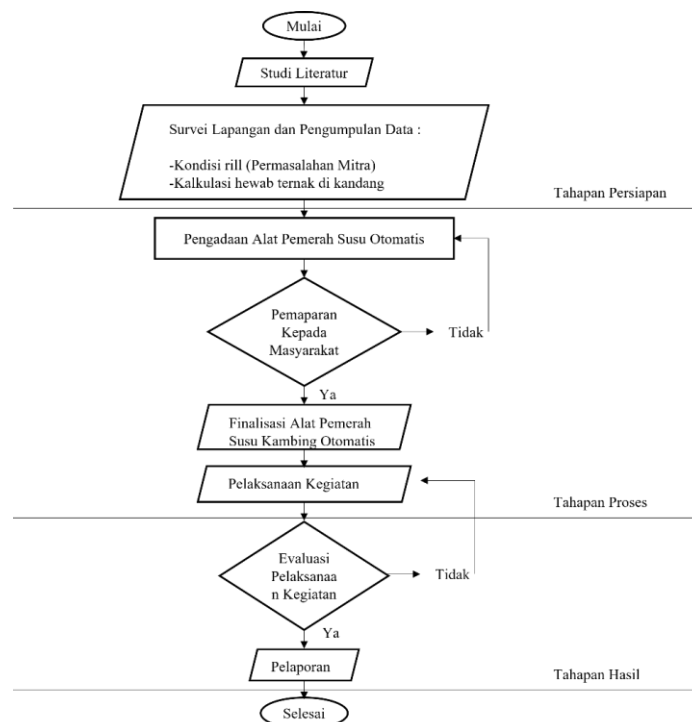 Mulai
Studi Literatur
Survei Lapangan dan Pengumpulan Data :
-Kondisi rill (Permasalahan Mitra)
-Kalkulasi hewab ternak di kandang
Tahapan Persiapan
Pengadaan Alat Pemerah Susu Otomatis
Pemaparan
Kepada
Masyarakat
Tidak
Ya
Finalisasi Alat Pemerah
Susu Kambing Otomatis
Pelaksanaan Kegiatan
Tahapan Proses
Evaluasi
Pelaksanaa
n Kegiatan
Tidak
Ya
Pelaporan
Tahapan Hasil
Selesai